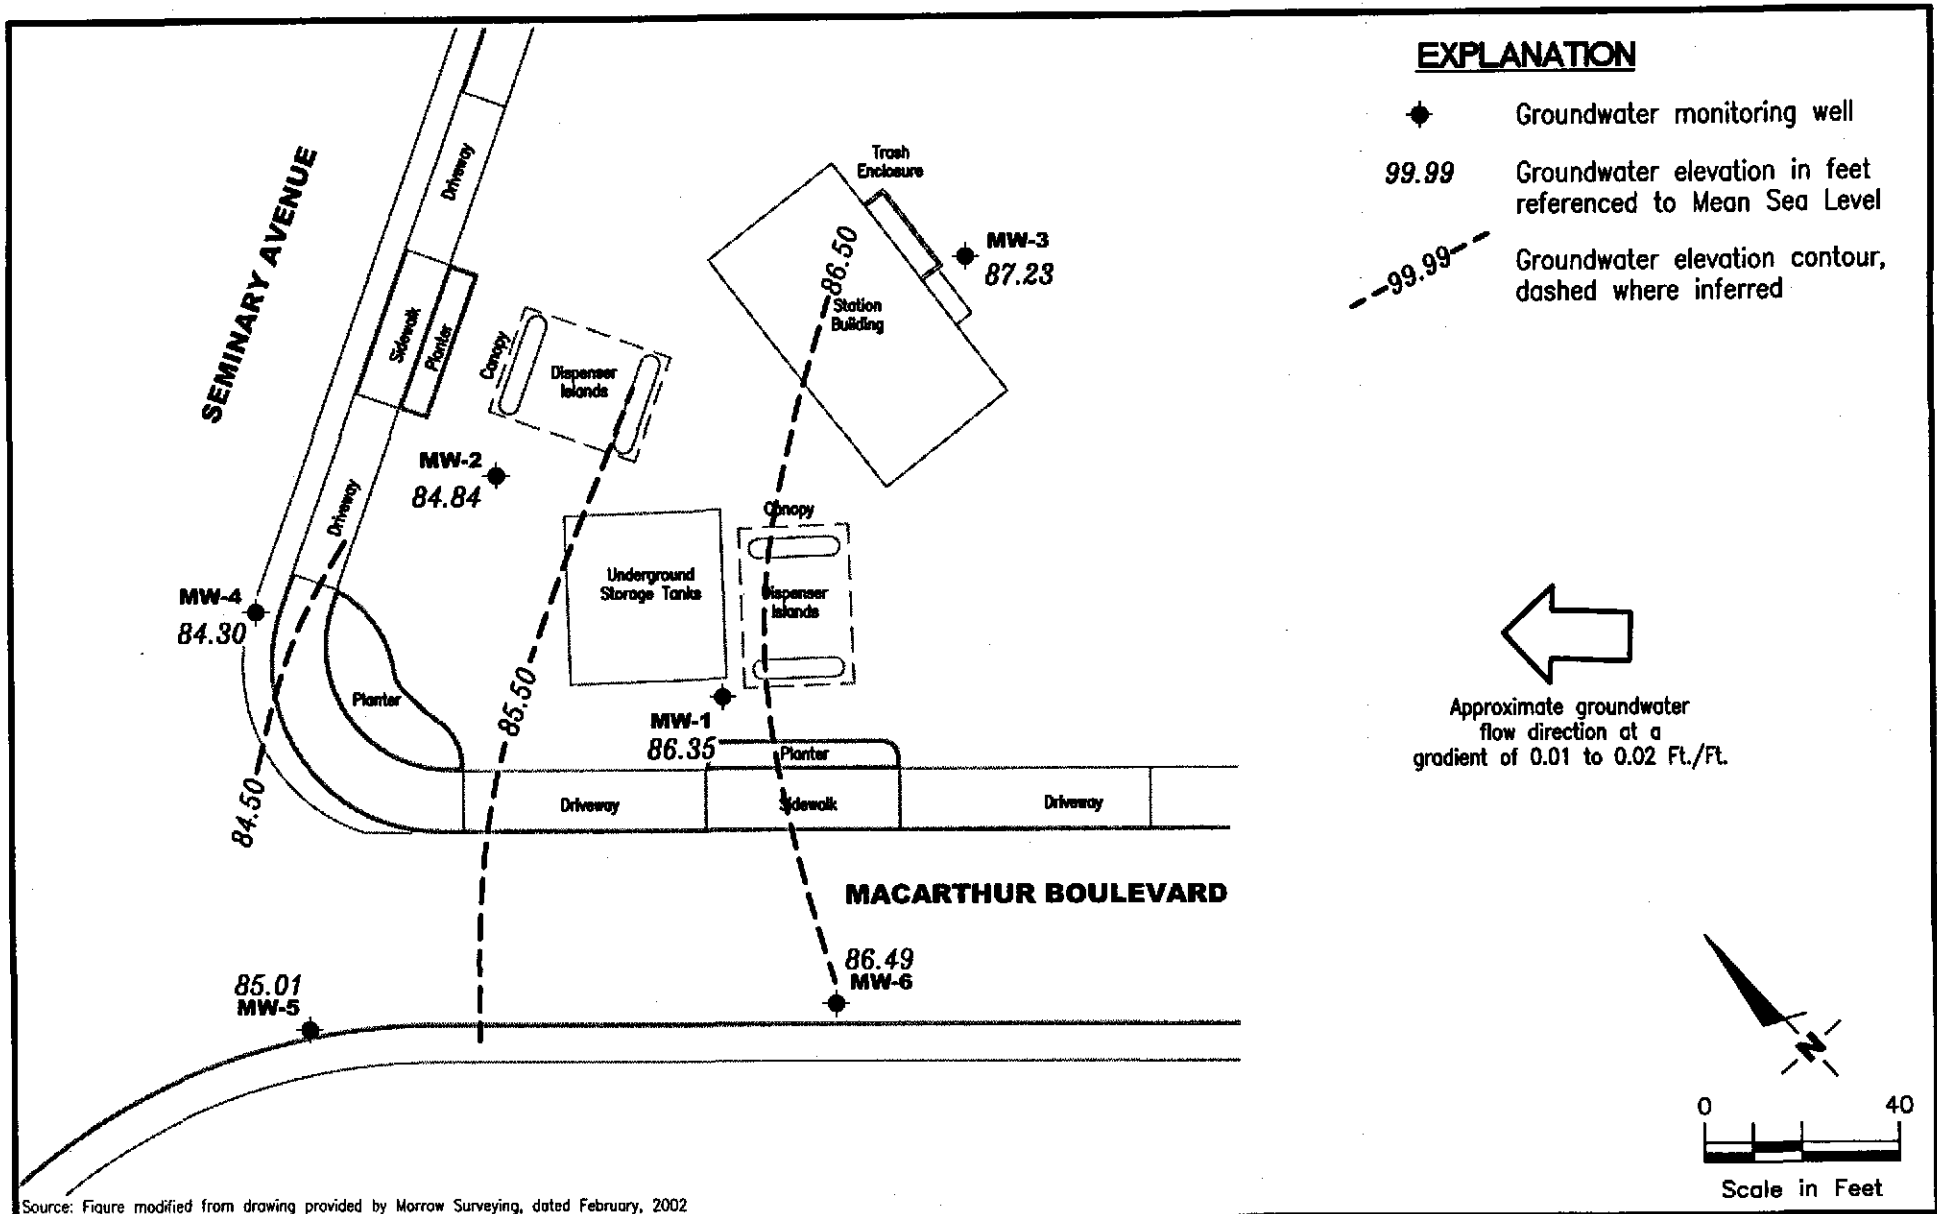 EXPLANATION
Groundwater monitoring well
99.99
Groundwater elevation in feet
referenced to Mean Sea Level
99.99
Groundwater elevation contour,
dashed where inferred
SEMINARY AVENUE
Driveway
Sidewalk
Planter
Driveway
Canopy
Dispenser
Islands
Trash
Enclosure
86.50
Station
Building
MW-3
87.23
MW-2
84.84
MW-4
84.30
Canopy
Underground
Storage Tanks
Dispenser
Islands
Planter
85.50
MW-1
86.35
Planter
84.50
Driveway
Sidewalk
Driveway
MACARTHUR BOULEVARD
85.01
MW-5
86.49
MW-6
Approximate groundwater
flow direction at a
gradient of 0.01 to 0.02 Ft./Ft.
N
0 40
Scale in Feet
Source: Figure modified from drawing provided by Morrow Surveying, dated February, 2002